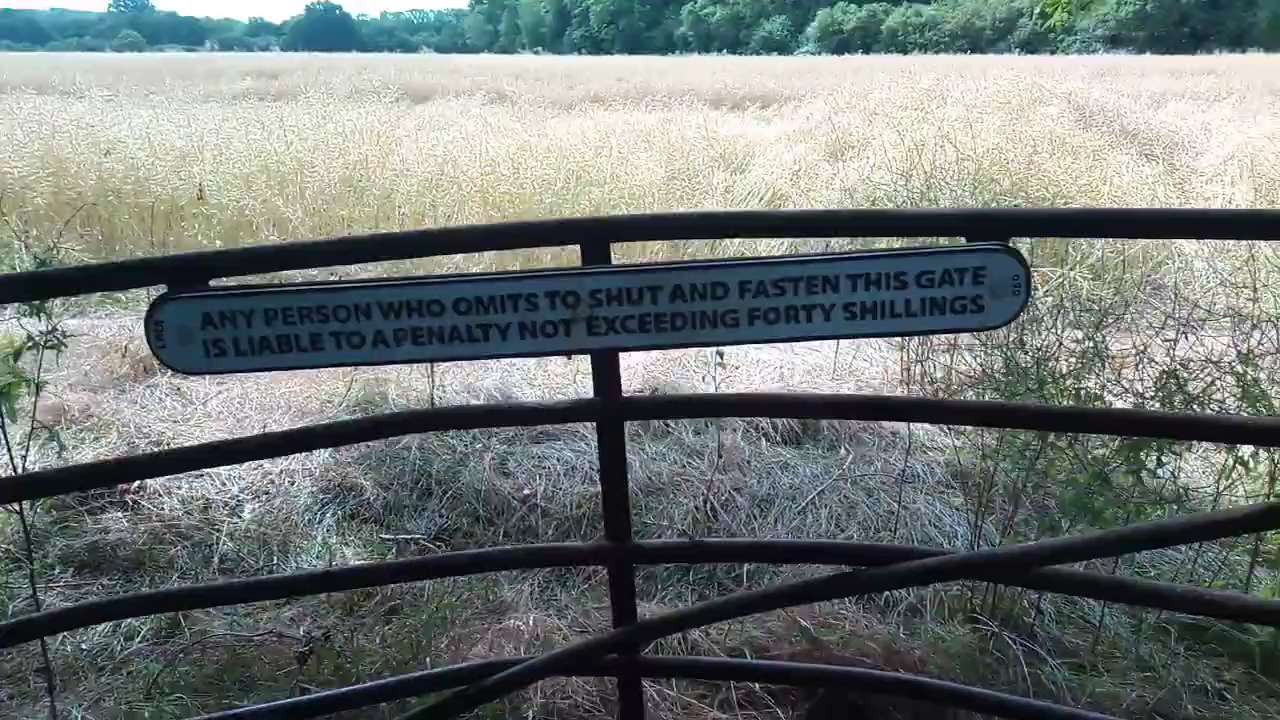 ANY PERSON WHO OMITS TO SHUT AND FASTEN THIS GATE
IS LIABLE TO A PENALTY NOT EXCEEDING FORTY SHILLINGS